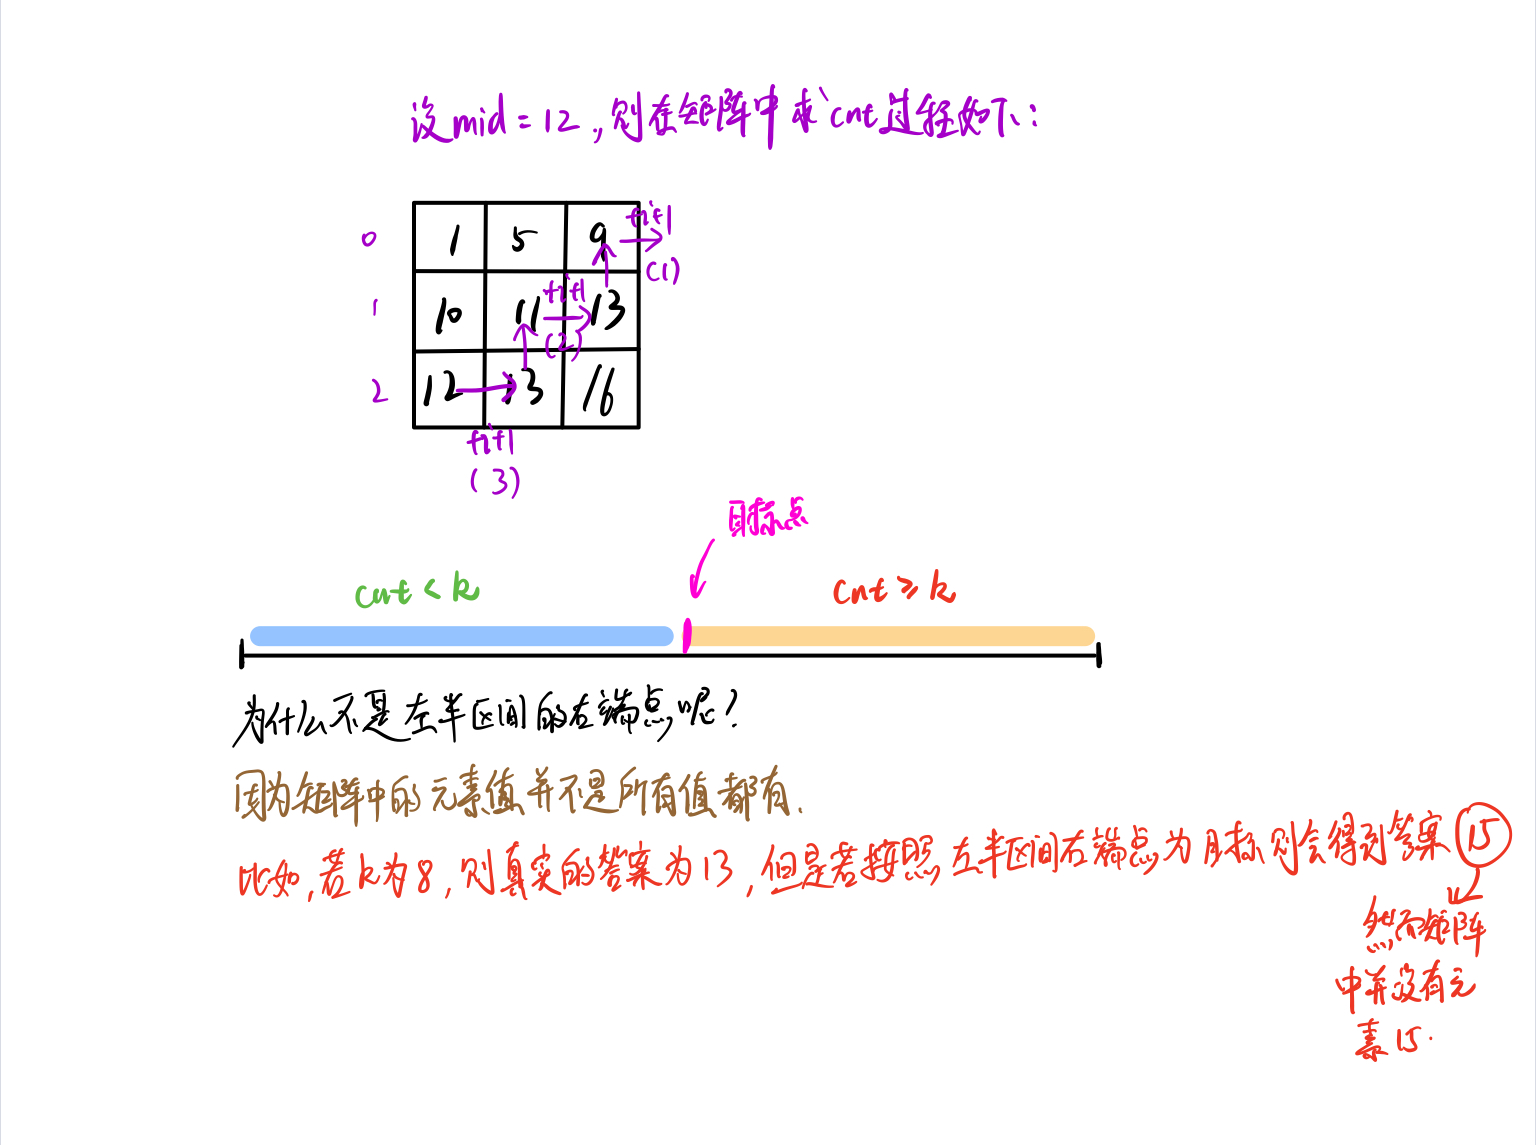 设mid=12,则在矩阵中求cnt过程如下:
0 1 5 9 +i+1
(1)
1 10 11 +i+1 13
(2)
2 12 13 16
+i+1
(3)
目标点
cnt<k cnt≥k
为什么不是左半区间的右端点呢?
因为矩阵中的元素值并不是所有值都有.
比如,若k为8,则真实的答案为13,但是若按照左半区间右端点为目标则会得到答案15
然而矩阵
中并没有元
素15.